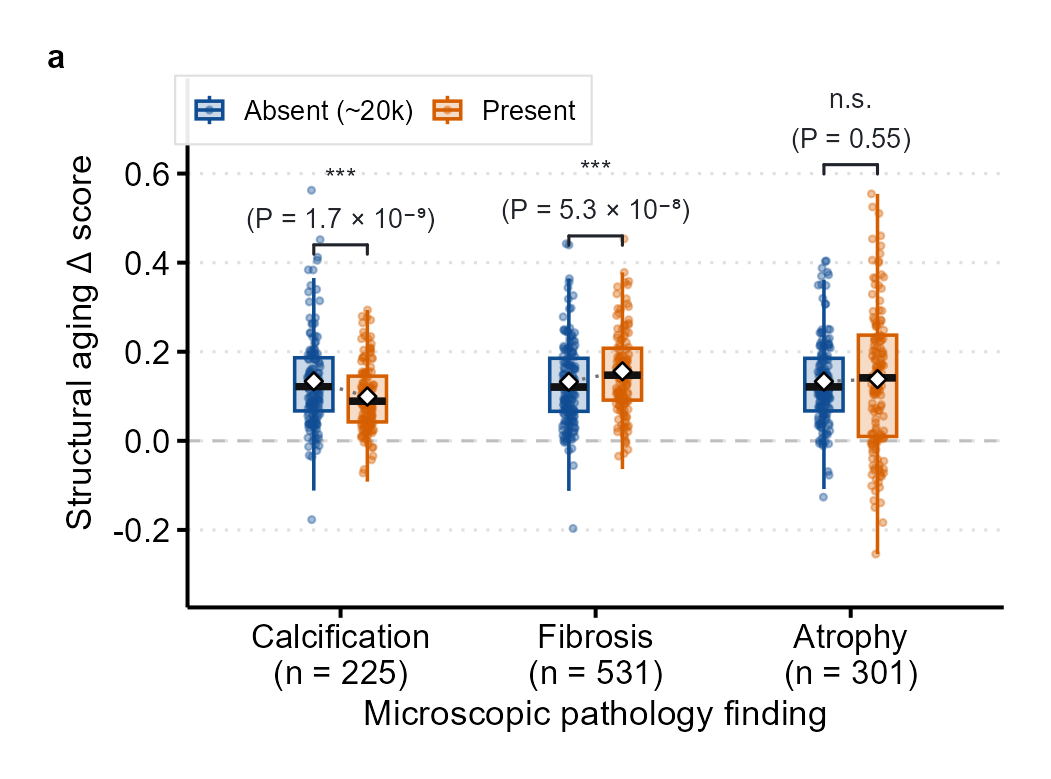 a
Absent (~20k) Present
n.s.
(P = 0.55)
***
(P = 1.7 × 10⁻⁹)
***
(P = 5.3 × 10⁻⁸)
Structural aging Δ score
0.6
0.4
0.2
0.0
-0.2
Calcification
(n = 225)
Fibrosis
(n = 531)
Atrophy
(n = 301)
Microscopic pathology finding